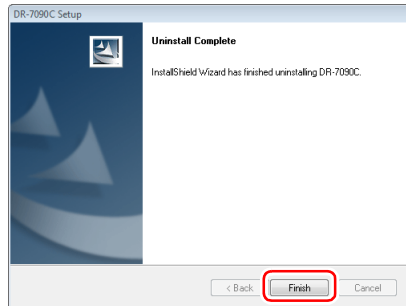 DR-7090C Setup
Uninstall Complete
InstallShield Wizard has finished uninstalling DR-7090C.
< Back
Finish
Cancel